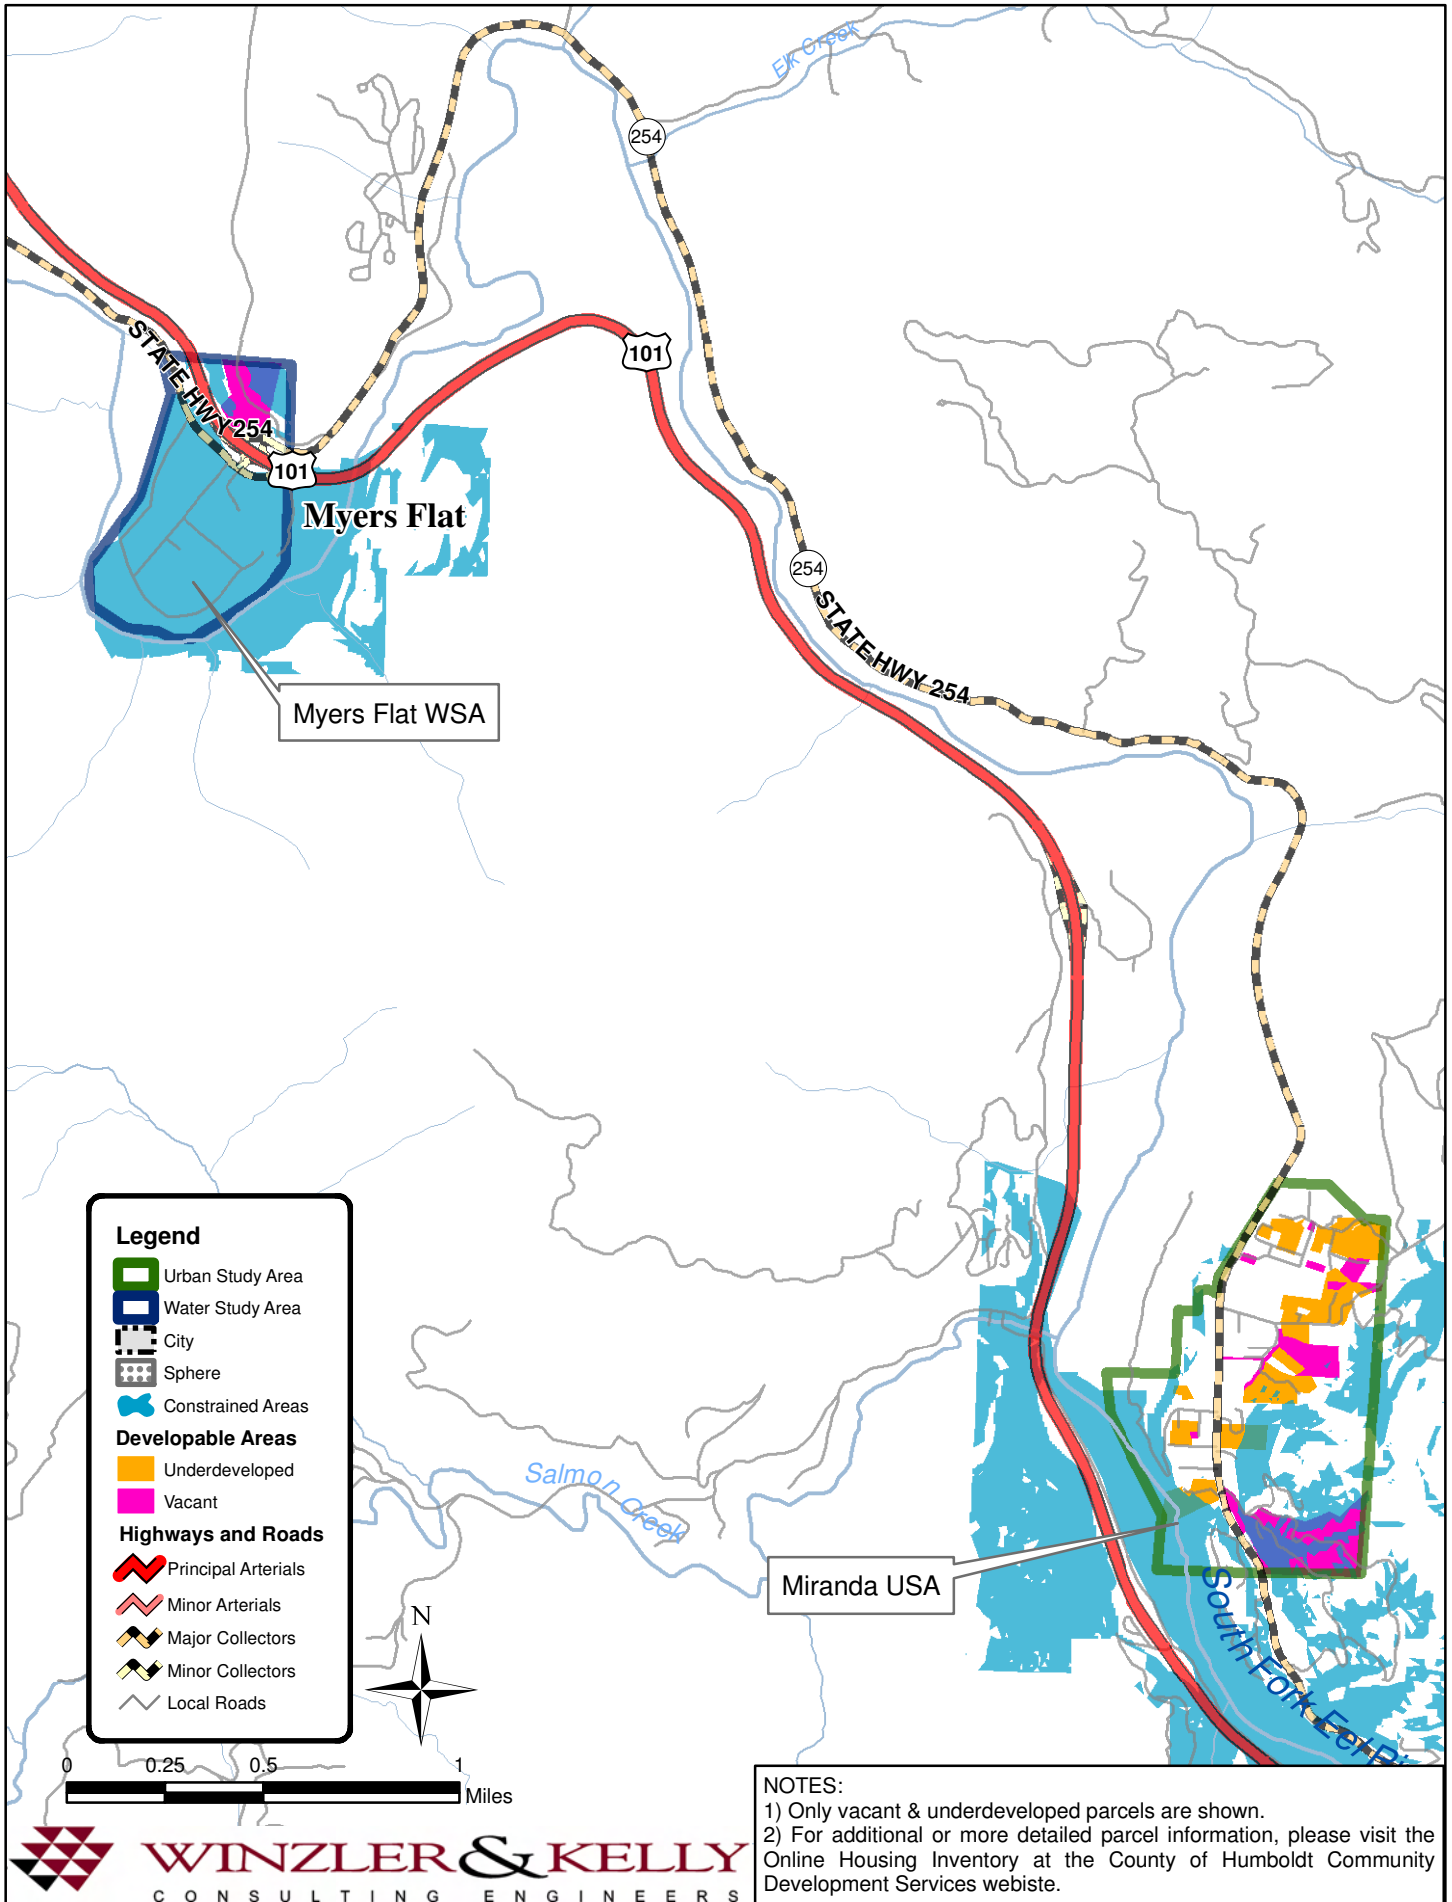 Elk Creek
254
101
STATE HWY 254
101
Myers Flat
254
STATE HWY 254
Myers Flat WSA
Legend
Urban Study Area
Water Study Area
City
Sphere
Constrained Areas
Developable Areas
Underdeveloped
Vacant
Highways and Roads
Principal Arterials
Minor Arterials
Major Collectors
Minor Collectors
Local Roads
Salmon Creek
Miranda USA
South Fork Eel Ri
N
0 0.25 0.5 1
Miles
WINZLER & KELLY
CONSULTING ENGINEERS
NOTES:
1) Only vacant & underdeveloped parcels are shown.
2) For additional or more detailed parcel information, please visit the
Online Housing Inventory at the County of Humboldt Community
Development Services webiste.